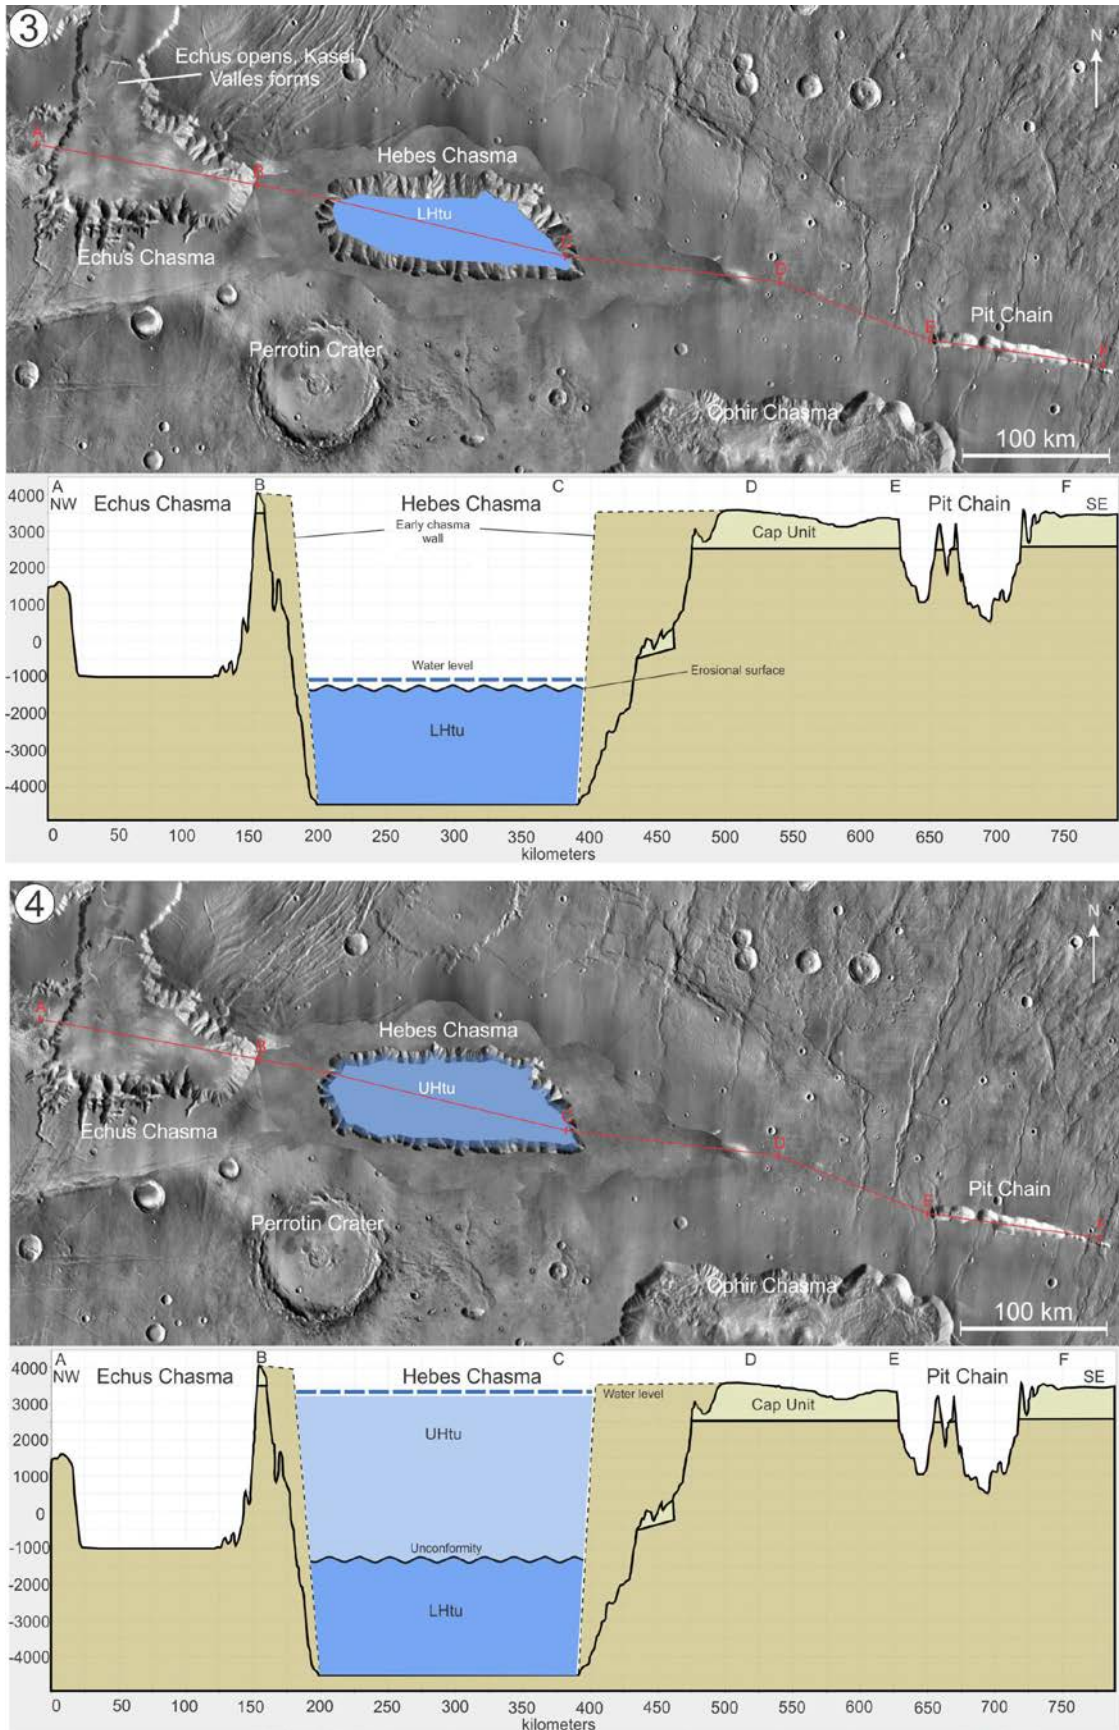 3
Echus opens, Kasei
Valles forms
N
A
B
Hebes Chasma
LHtu
C
Echus Chasma
D
E
Pit Chain
F
Perrotin Crater
Ophir Chasma
100 km
A B C D E F
NW Echus Chasma Hebes Chasma Pit Chain SE
4000
3000
2000
1000
0
-1000
-2000
-3000
-4000
Early chasma
wall
Cap Unit
Water level
Erosional surface
LHtu
0 50 100 150 200 250 300 350 400 450 500 550 600 650 700 750
kilometers
4
N
A
B
Hebes Chasma
UHtu
C
Echus Chasma
D
E
Pit Chain
F
Perrotin Crater
Ophir Chasma
100 km
A B C D E F
NW Echus Chasma Hebes Chasma Pit Chain SE
4000
3000
2000
1000
0
-1000
-2000
-3000
-4000
Water level
Cap Unit
UHtu
Unconformity
LHtu
0 50 100 150 200 250 300 350 400 450 500 550 600 650 700 750
kilometers